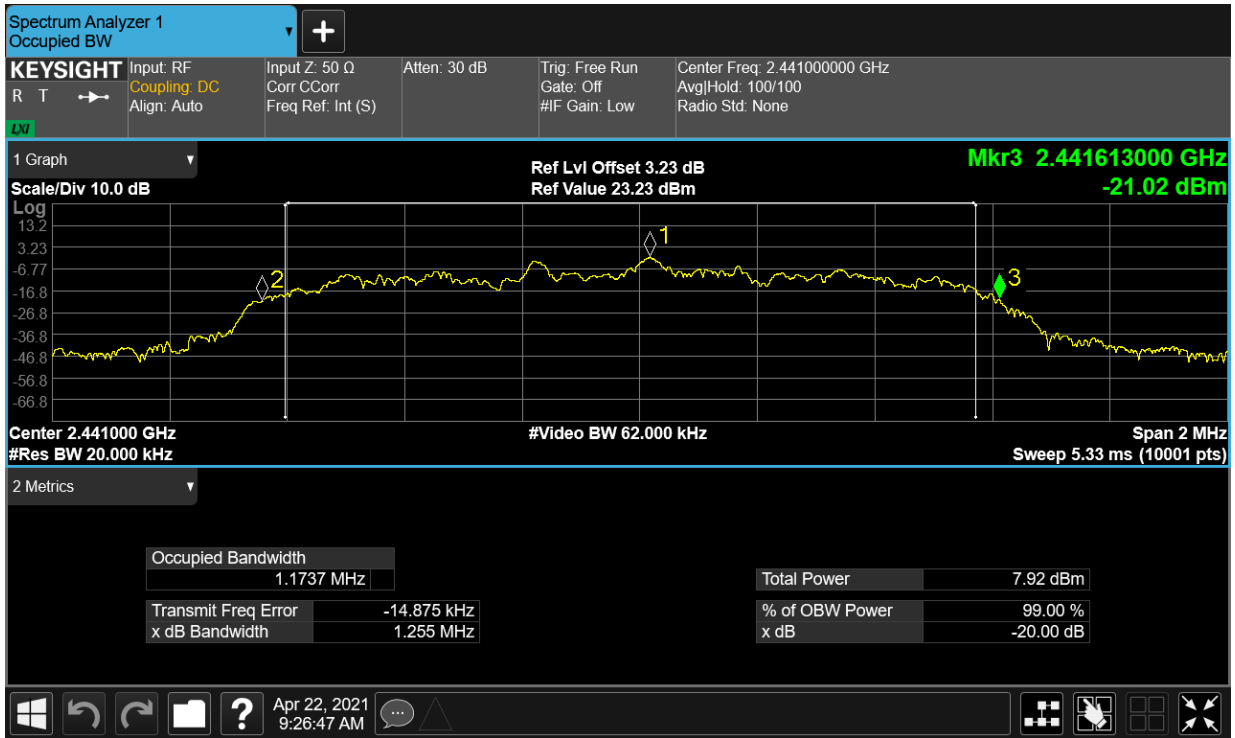 Spectrum Analyzer 1
Occupied BW
KEYSIGHT
R T
LXI
Input: RF
Coupling: DC
Align: Auto
Input Z: 50 Ω
Corr CCorr
Freq Ref: Int (S)
Atten: 30 dB
Trig: Free Run
Gate: Off
#IF Gain: Low
Center Freq: 2.441000000 GHz
Avg|Hold: 100/100
Radio Std: None
1 Graph
Scale/Div 10.0 dB
Ref Lvl Offset 3.23 dB
Ref Value 23.23 dBm
Mkr3 2.441613000 GHz
-21.02 dBm
Log
13.2
3.23
-6.77
-16.8
-26.8
-36.8
-46.8
-56.8
-66.8
1
2
3
Center 2.441000 GHz
#Video BW 62.000 kHz
Span 2 MHz
#Res BW 20.000 kHz
Sweep 5.33 ms (10001 pts)
2 Metrics
Occupied Bandwidth
1.1737 MHz
Total Power 7.92 dBm
Transmit Freq Error -14.875 kHz
% of OBW Power 99.00 %
x dB Bandwidth 1.255 MHz
x dB -20.00 dB
?
Apr 22, 2021
9:26:47 AM